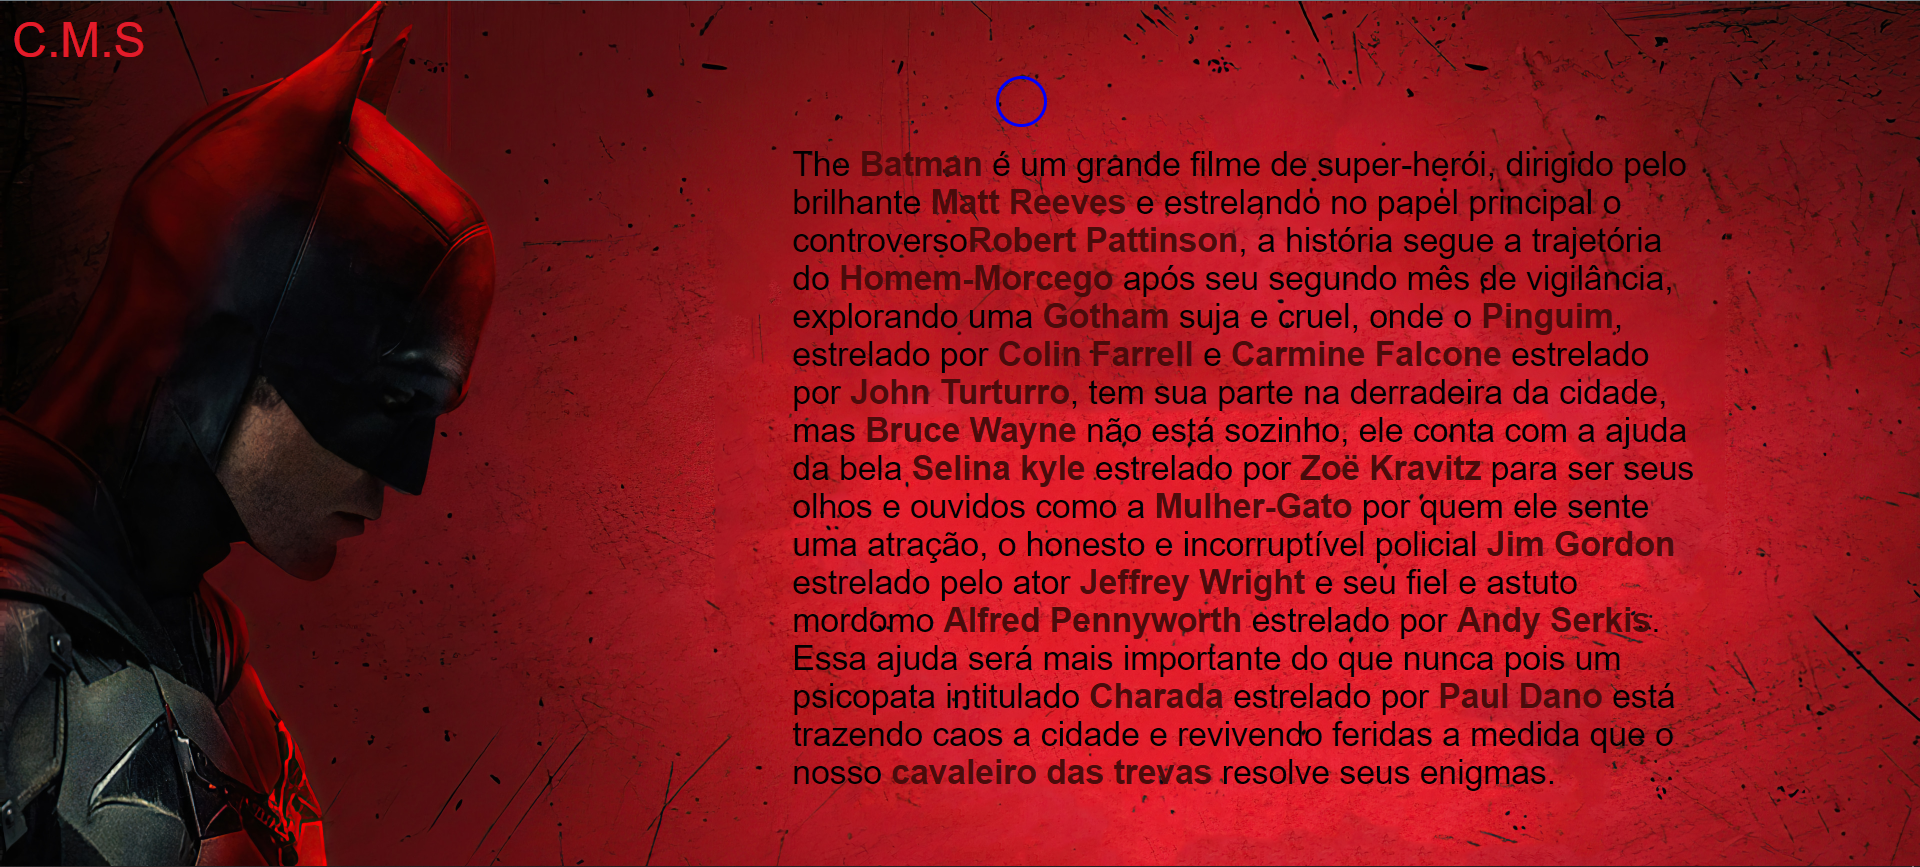 C.M.S
The Batman é um grande filme de super-herói, dirigido pelo
brilhante Matt Reeves e estrelando no papel principal o
controversoRobert Pattinson, a história segue a trajetória
do Homem-Morcego após seu segundo mês de vigilância,
explorando uma Gotham suja e cruel, onde o Pinguim,
estrelado por Colin Farrell e Carmine Falcone estrelado
por John Turturro, tem sua parte na derradeira da cidade,
mas Bruce Wayne não está sozinho, ele conta com a ajuda
da bela Selina kyle estrelado por Zoë Kravitz para ser seus
olhos e ouvidos como a Mulher-Gato por quem ele sente
uma atração, o honesto e incorruptível policial Jim Gordon
estrelado pelo ator Jeffrey Wright e seu fiel e astuto
mordomo Alfred Pennyworth estrelado por Andy Serkis.
Essa ajuda será mais importante do que nunca pois um
psicopata intitulado Charada estrelado por Paul Dano está
trazendo caos a cidade e revivendo feridas a medida que o
nosso cavaleiro das trevas resolve seus enigmas.